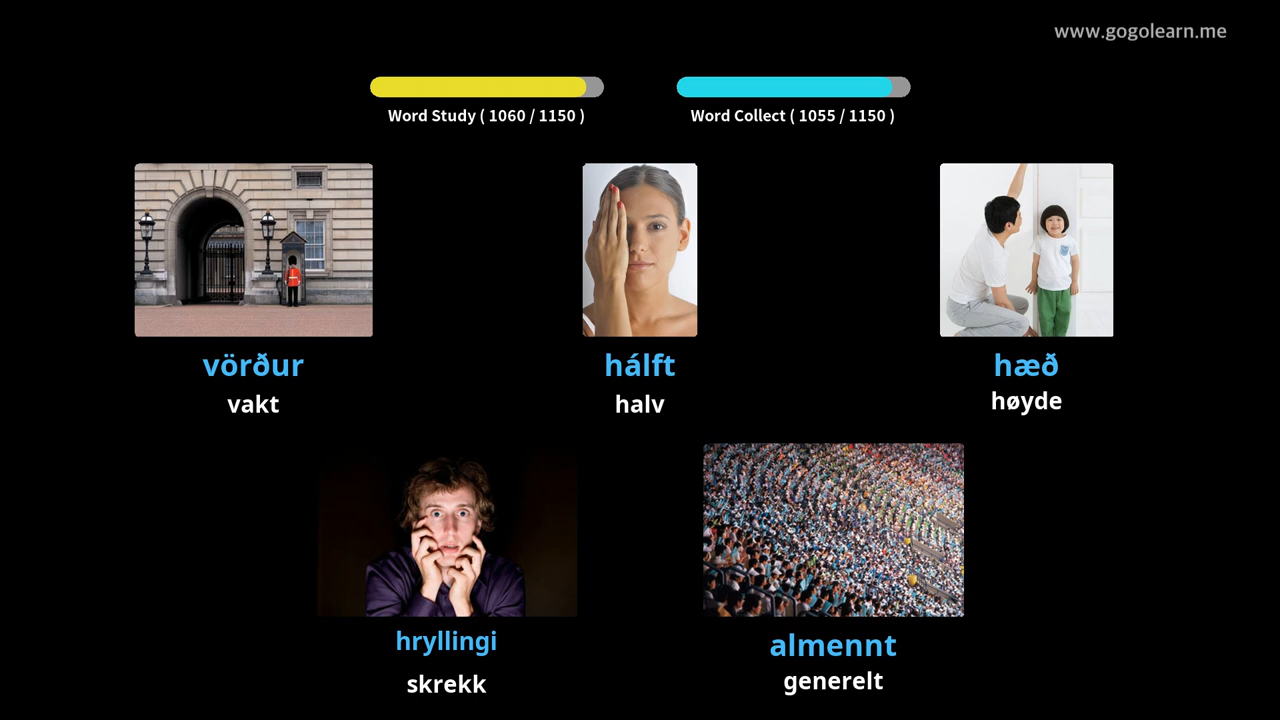 www.gogolearn.me
Word Study ( 1060 / 1150 )
Word Collect ( 1055 / 1150 )
vörður
vakt
hálft
halv
hæð
høyde
hryllingi
skrekk
almennt
generelt